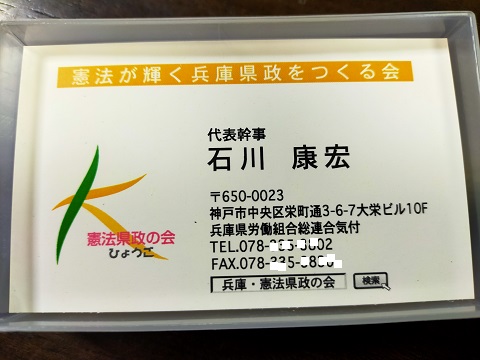 憲法が輝く兵庫県政をつくる会
代表幹事
石川 康宏
〒650-0023
神戸市中央区栄町通3-6-7大栄ビル10F
兵庫県労働組合総連合気付
TEL.078-
FAX.078-
兵庫・憲法県政の会 検索
憲法県政の会
ひょうご